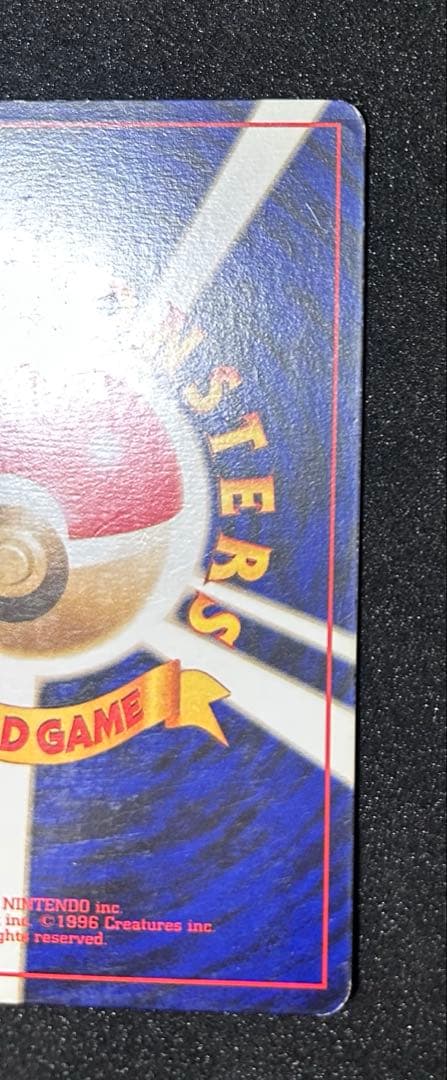 NSTERS
D GAME
NINTENDO inc.
inc. ©1996 Creatures inc.
ghts reserved.